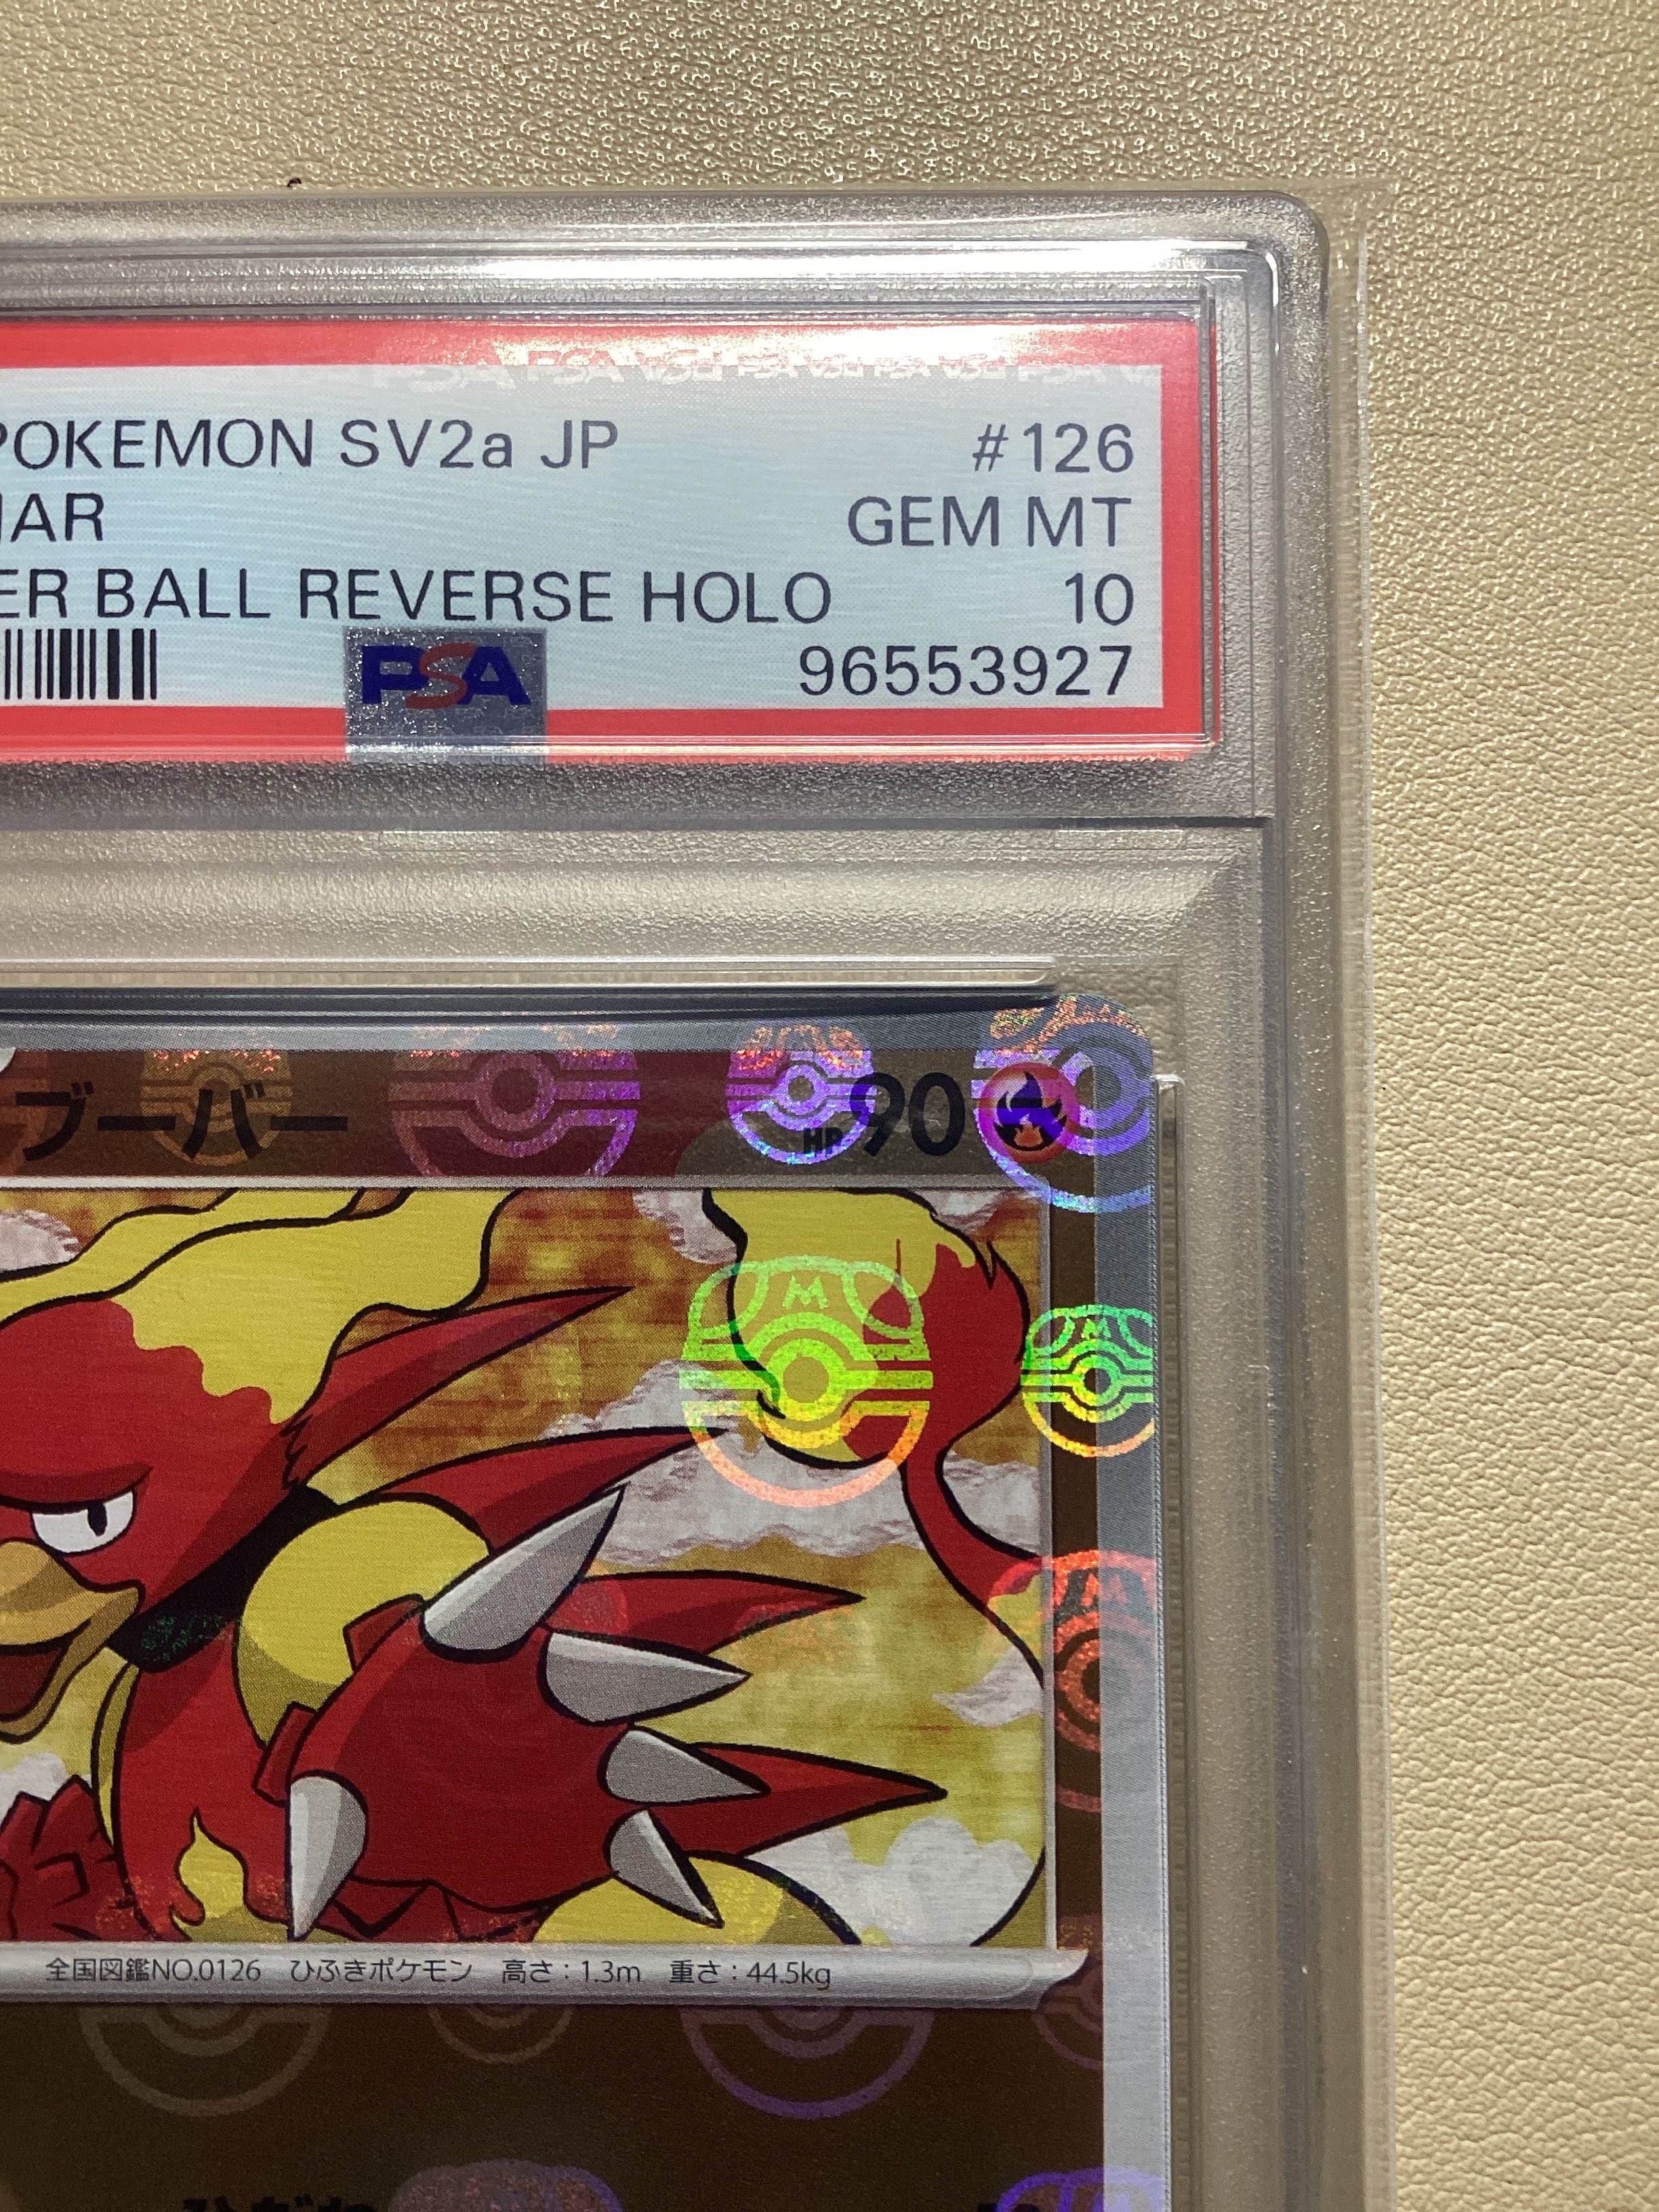 POKEMON SV2a JP #126
MAR GEM MT
ER BALL REVERSE HOLO 10
PSA 96553927
ブーバー HP 90
全国図鑑NO.0126 ひふきポケモン 高さ:1.3m 重さ:44.5kg